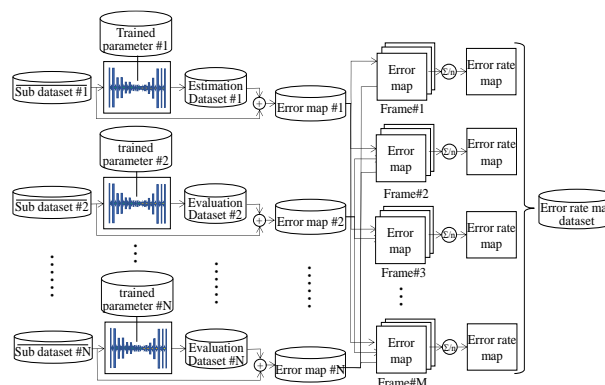 Trained
parameter #1
Sub dataset #1
Estimation
Dataset #1
Error map #1
trained
parameter #2
Sub dataset #2
Evaluation
Dataset #2
Error map #2
trained
parameter #N
Sub dataset #N
Evaluation
Dataset #N
Error map #N
Error
map
Frame#1
Σ/n
Error rate
map
Error
map
Frame#2
Σ/n
Error rate
map
Error
map
Frame#3
Σ/n
Error rate
map
Error
map
Frame#M
Σ/n
Error rate
map
Error rate ma
dataset